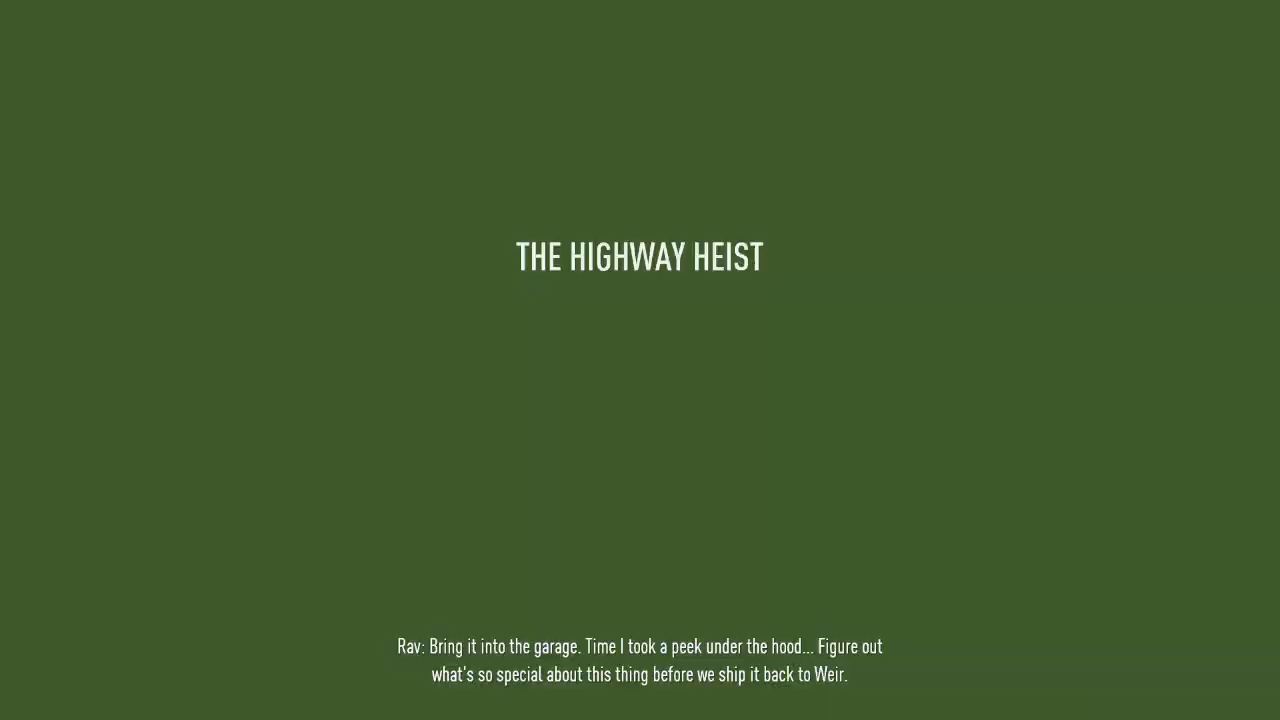 THE HIGHWAY HEIST
Rav: Bring it into the garage. Time I took a peek under the hood... Figure out
what's so special about this thing before we ship it back to Weir.